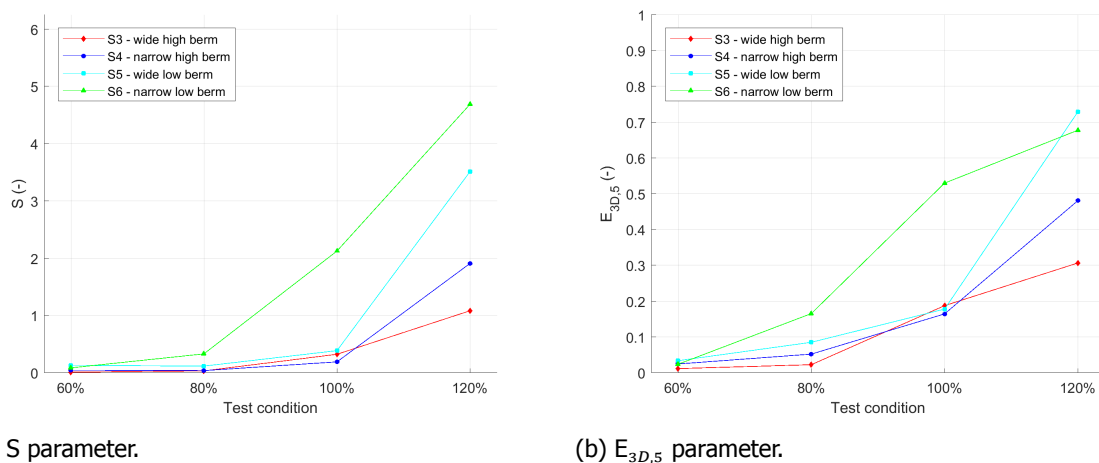 6
5
4
3
2
1
0
S (-)
S3 - wide high berm
S4 - narrow high berm
S5 - wide low berm
S6 - narrow low berm
60%
80%
100%
120%
Test condition
S parameter.
1
0.9
0.8
0.7
0.6
0.5
0.4
0.3
0.2
0.1
0
E3D,5 (-)
S3 - wide high berm
S4 - narrow high berm
S5 - wide low berm
S6 - narrow low berm
60%
80%
100%
120%
Test condition
(b) E3D,5 parameter.